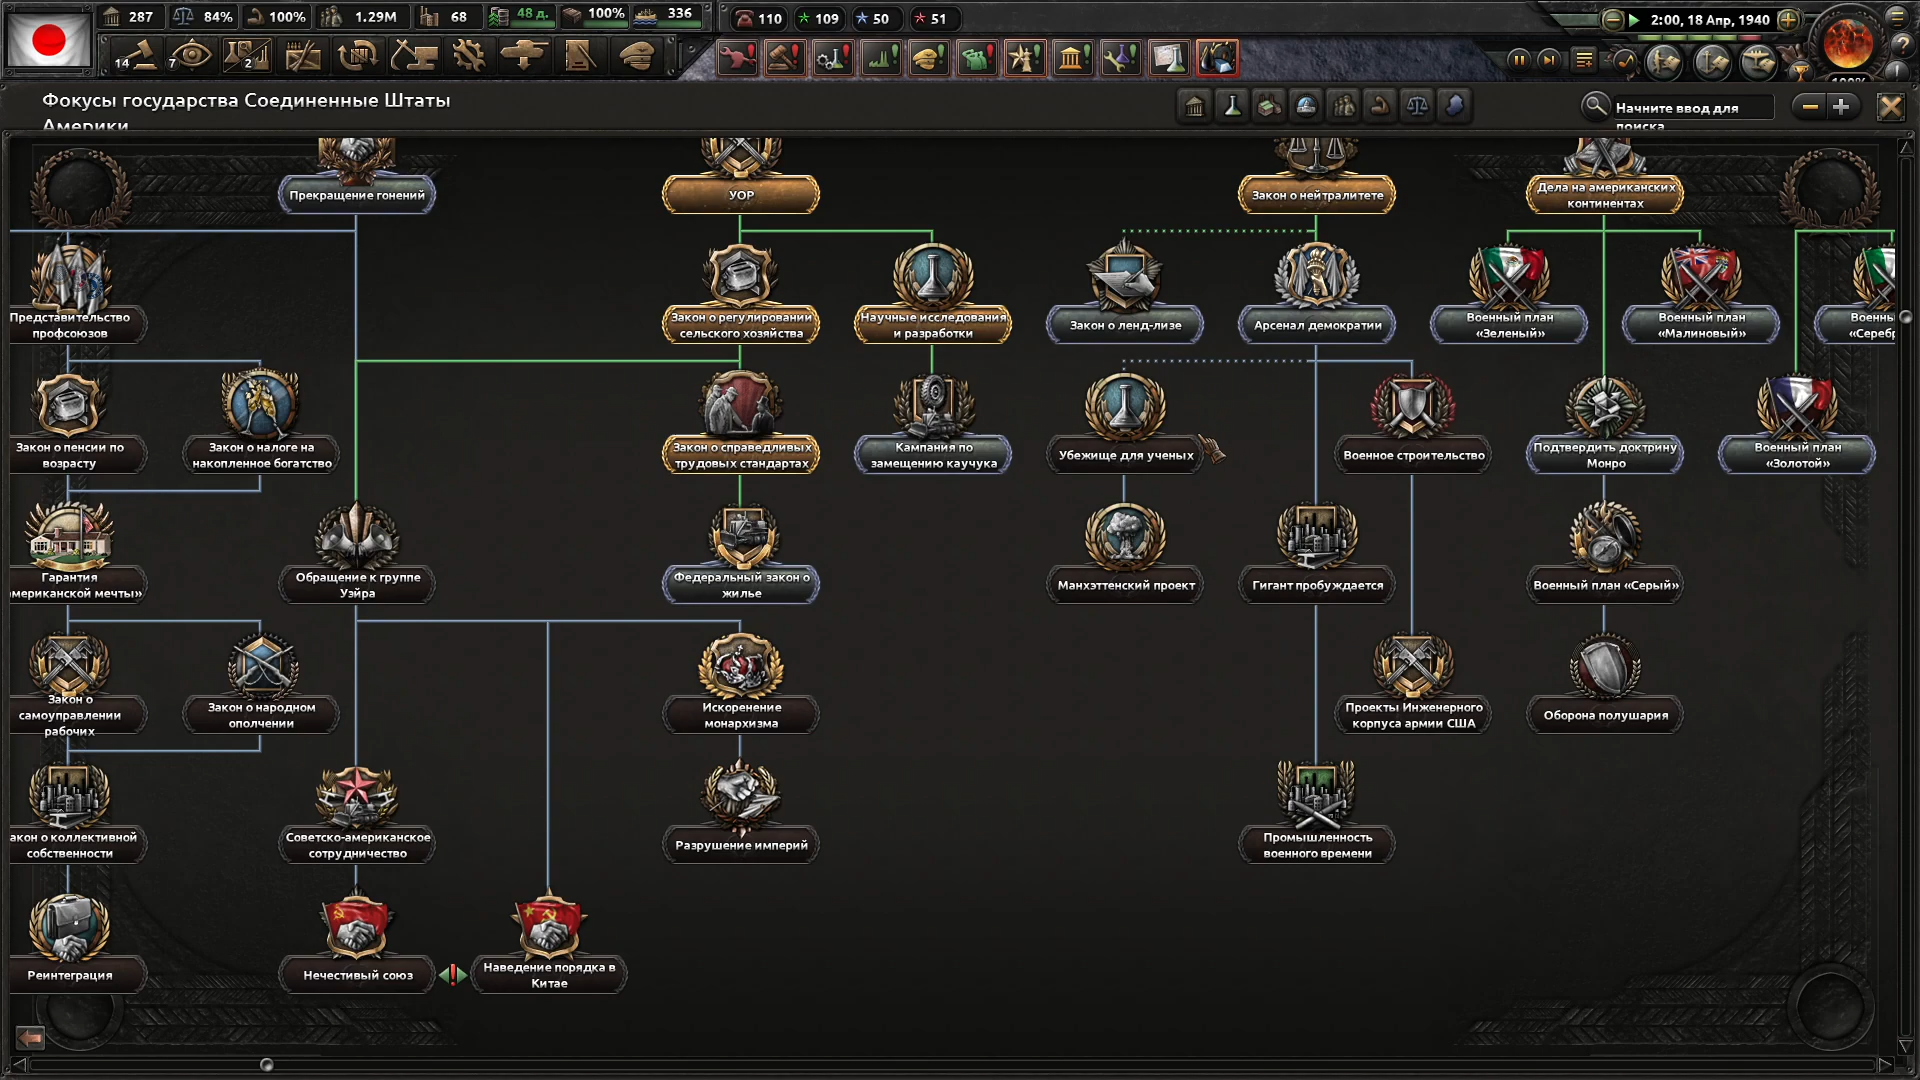 287
84%
100%
1.29M
68
48 д.
100%
336
110
109
50
51
2:00, 18 Апр, 1940
14
7
2
100%
Фокусы государства Соединенные Штаты
Америки
Начните ввод для
поиска
Прекращение гонений
УОР
Закон о нейтралитете
Дела на американских
континентах
Представительство
профсоюзов
Закон о регулировании
сельского хозяйства
Научные исследования
и разработки
Закон о ленд-лизе
Арсенал демократии
Военный план
«Зеленый»
Военный план
«Малиновый»
Военны
«Серебр
Закон о пенсии по
возрасту
Закон о налоге на
накопленное богатство
Закон о справедливых
трудовых стандартах
Кампания по
замещению каучука
Убежище для ученых
Военное строительство
Подтвердить доктрину
Монро
Военный план
«Золотой»
Гарантия
американской мечты»
Обращение к группе
Уэйра
Федеральный закон о
жилье
Манхэттенский проект
Гигант пробуждается
Военный план «Серый»
Закон о
самоуправлении
рабочих
Закон о народном
ополчении
Искоренение
монархизма
Проекты Инженерного
корпуса армии США
Оборона полушария
акон о коллективной
собственности
Советско-американское
сотрудничество
Разрушение империй
Промышленность
военного времени
Реинтеграция
Нечестивый союз
Наведение порядка в
Китае